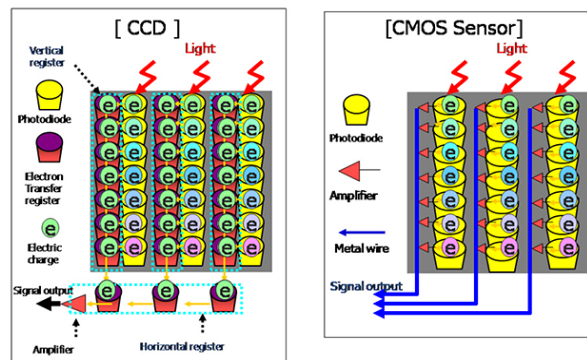 [ CCD ]
Vertical
register
Light
Photodiode
Electron
Transfer
register
Electric
charge
Signal output
Amplifier
Horizontal register
e e e e e e
e e e e e e
e e e e e e
e e e e e e
e e e e e e
e e e e e e
e e e e e e
e
e e e
[CMOS Sensor]
Light
Photodiode
Amplifier
Metal wire
Signal output
e e e
e e e
e e e
e e e
e e e
e e e
e e e